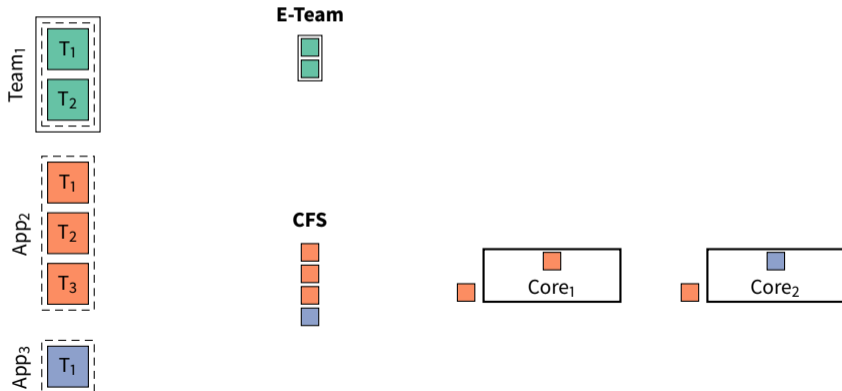 E-Team
Team₁
T₁
T₂
App₂
T₁
T₂
T₃
CFS
Core₁
Core₂
App₃
T₁